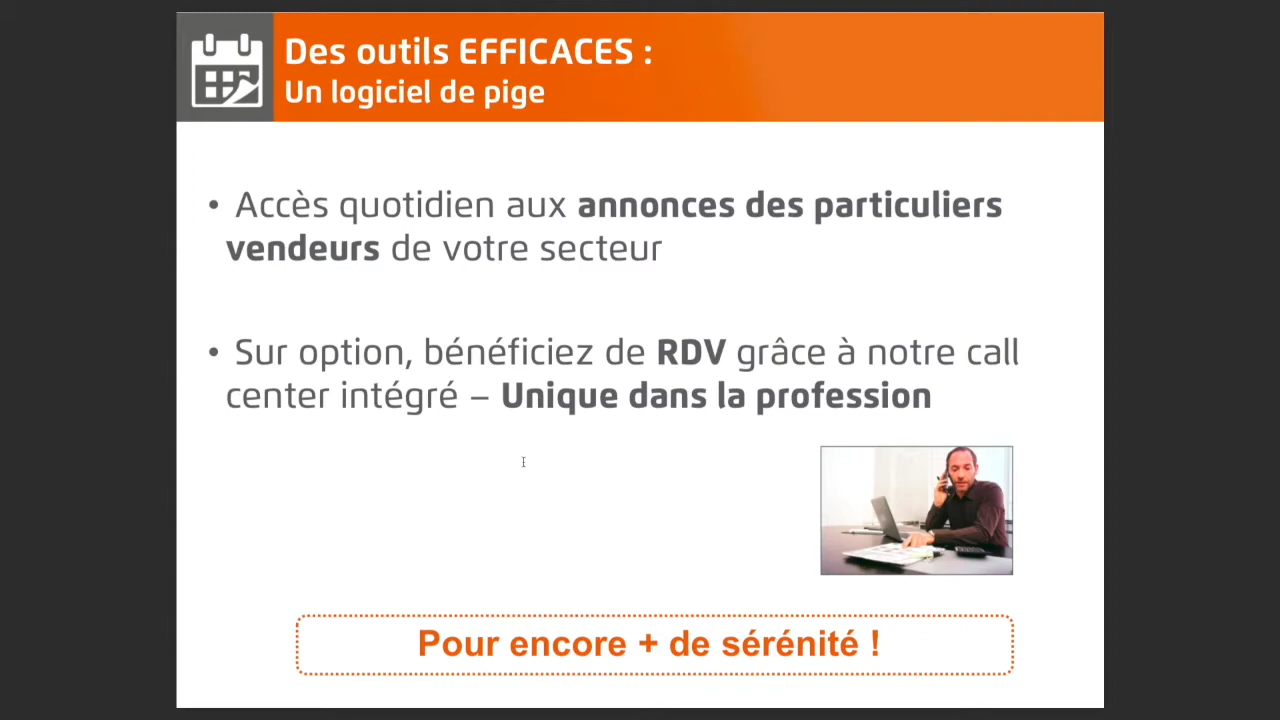 Des outils EFFICACES :
Un logiciel de pige
• Accès quotidien aux annonces des particuliers
vendeurs de votre secteur
• Sur option, bénéficiez de RDV grâce à notre call
center intégré – Unique dans la profession
Pour encore + de sérénité !